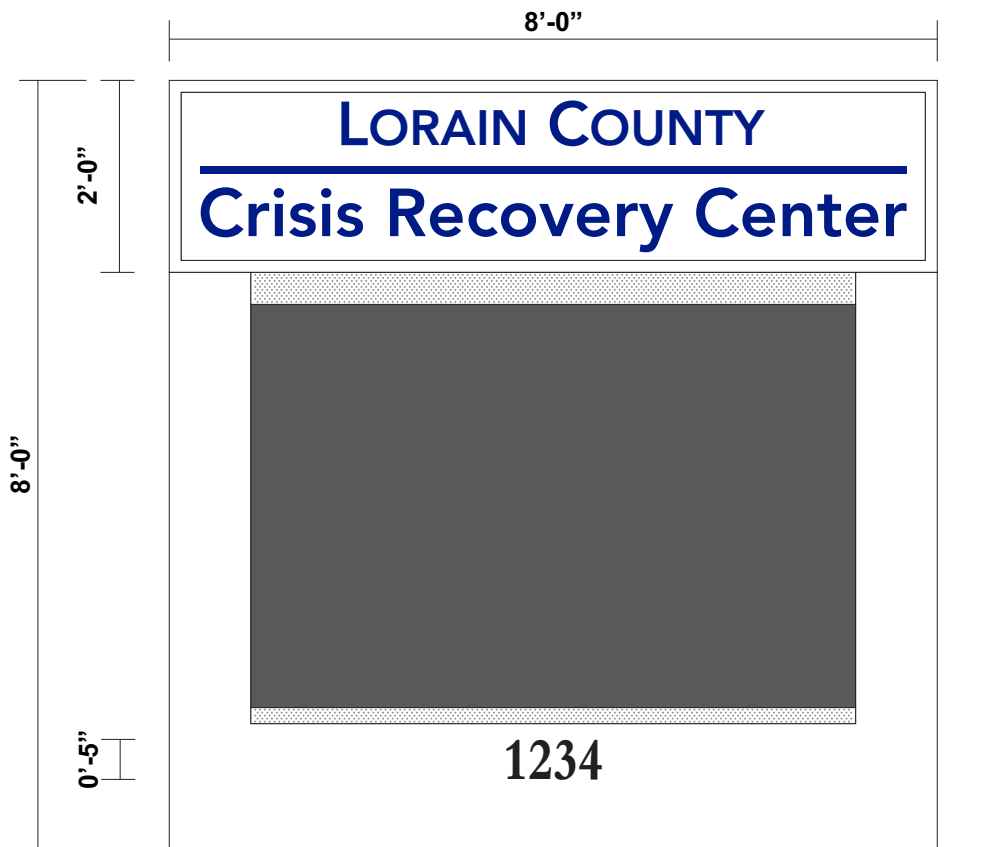 8’-0”
2’-0”
LORAIN COUNTY
Crisis Recovery Center
8’-0”
0’-5”
1234